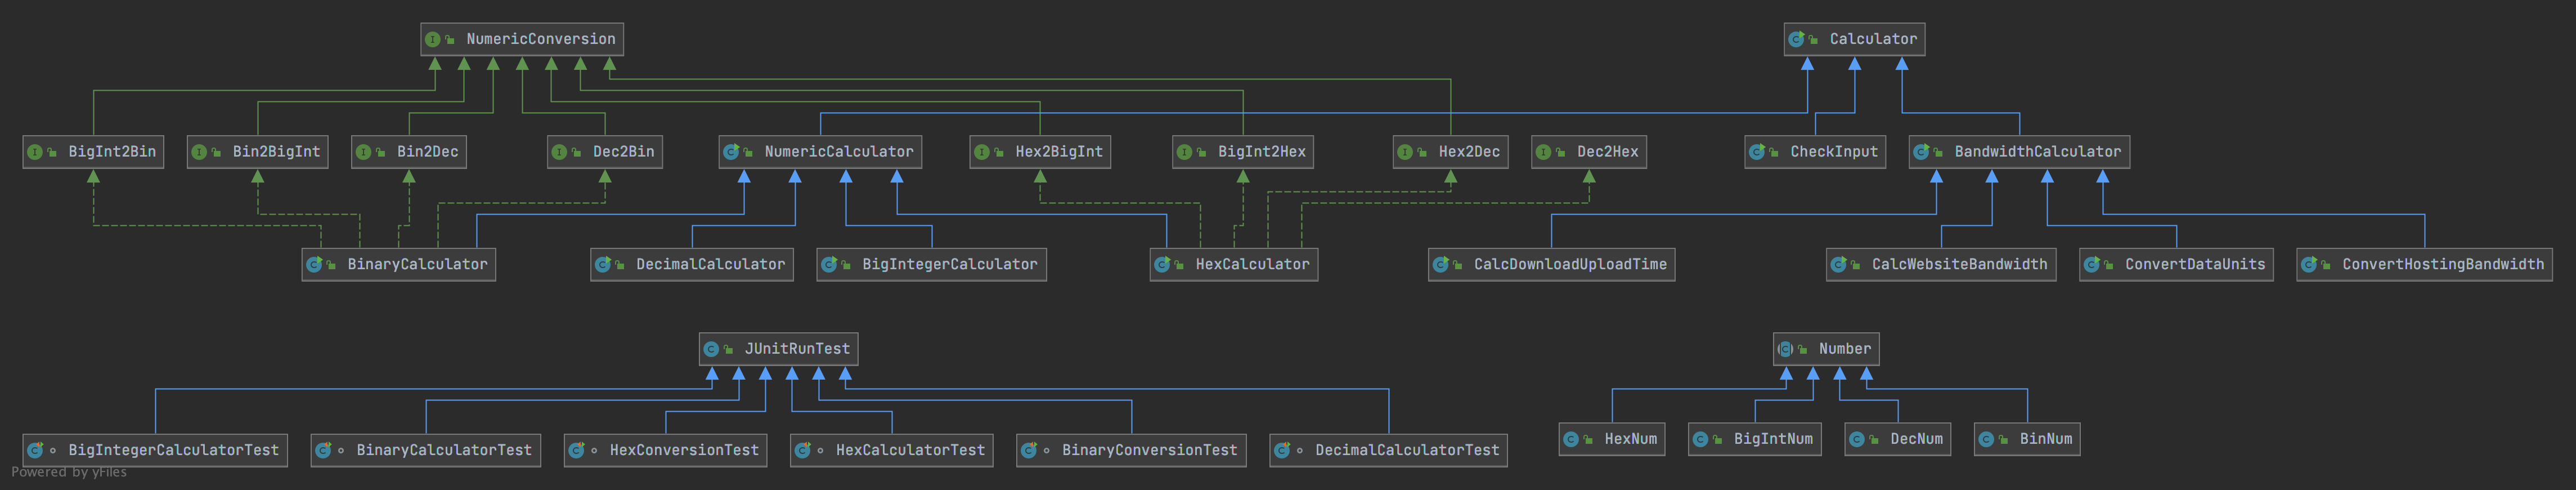 NumericConversion
Calculator
BigInt2Bin
Bin2BigInt
Bin2Dec
Dec2Bin
NumericCalculator
Hex2BigInt
BigInt2Hex
Hex2Dec
Dec2Hex
CheckInput
BandwidthCalculator
BinaryCalculator
DecimalCalculator
BigIntegerCalculator
HexCalculator
CalcDownloadUploadTime
CalcWebsiteBandwidth
ConvertDataUnits
ConvertHostingBandwidth
JUnitRunTest
Number
BigIntegerCalculatorTest
BinaryCalculatorTest
HexConversionTest
HexCalculatorTest
BinaryConversionTest
DecimalCalculatorTest
HexNum
BigIntNum
DecNum
BinNum
Powered by yFiles